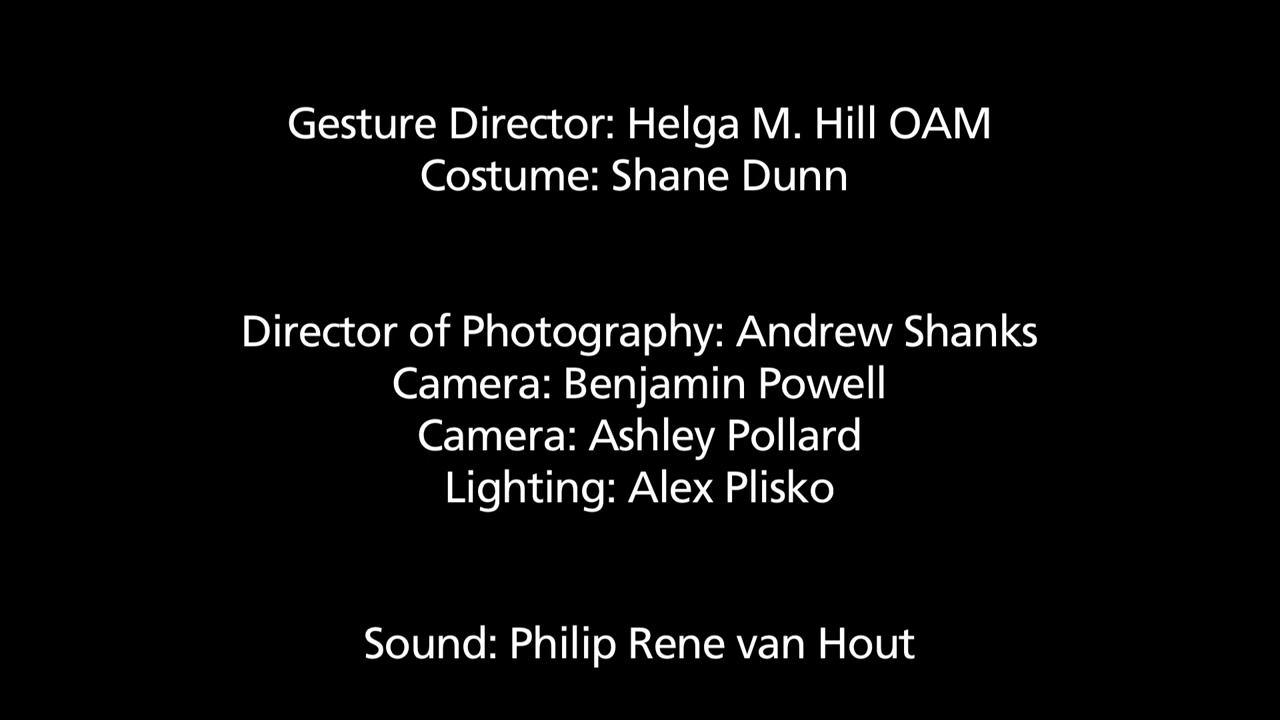 Gesture Director: Helga M. Hill OAM
Costume: Shane Dunn
Director of Photography: Andrew Shanks
Camera: Benjamin Powell
Camera: Ashley Pollard
Lighting: Alex Plisko
Sound: Philip Rene van Hout